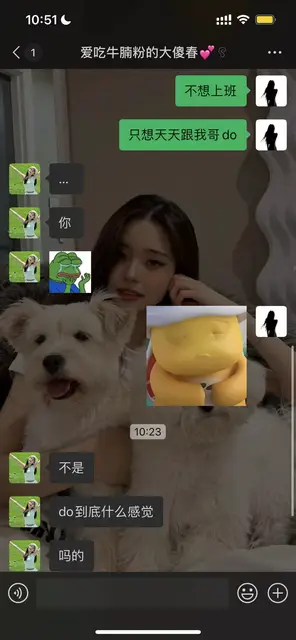 10:51
1
爱吃牛腩粉的大傻春💕👂🏿
不想上班
只想天天跟我哥do
...
你
10:23
不是
do到底什么感觉
吗的